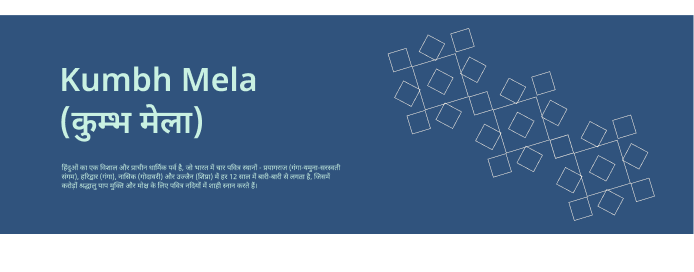 Kumbh Mela
(कुम्भ मेला)
हिंदुओं का एक विशाल और प्राचीन धार्मिक पर्व है, जो भारत में चार पवित्र स्थानों - प्रयागराज (गंगा-यमुना-सरस्वती
संगम), हरिद्वार (गंगा), नासिक (गोदावरी) और उज्जैन (शिप्रा) में हर 12 साल में बारी-बारी से लगता है, जिसमें
करोड़ों श्रद्धालु पाप मुक्ति और मोक्ष के लिए पवित्र नदियों में शाही स्नान करते हैं।